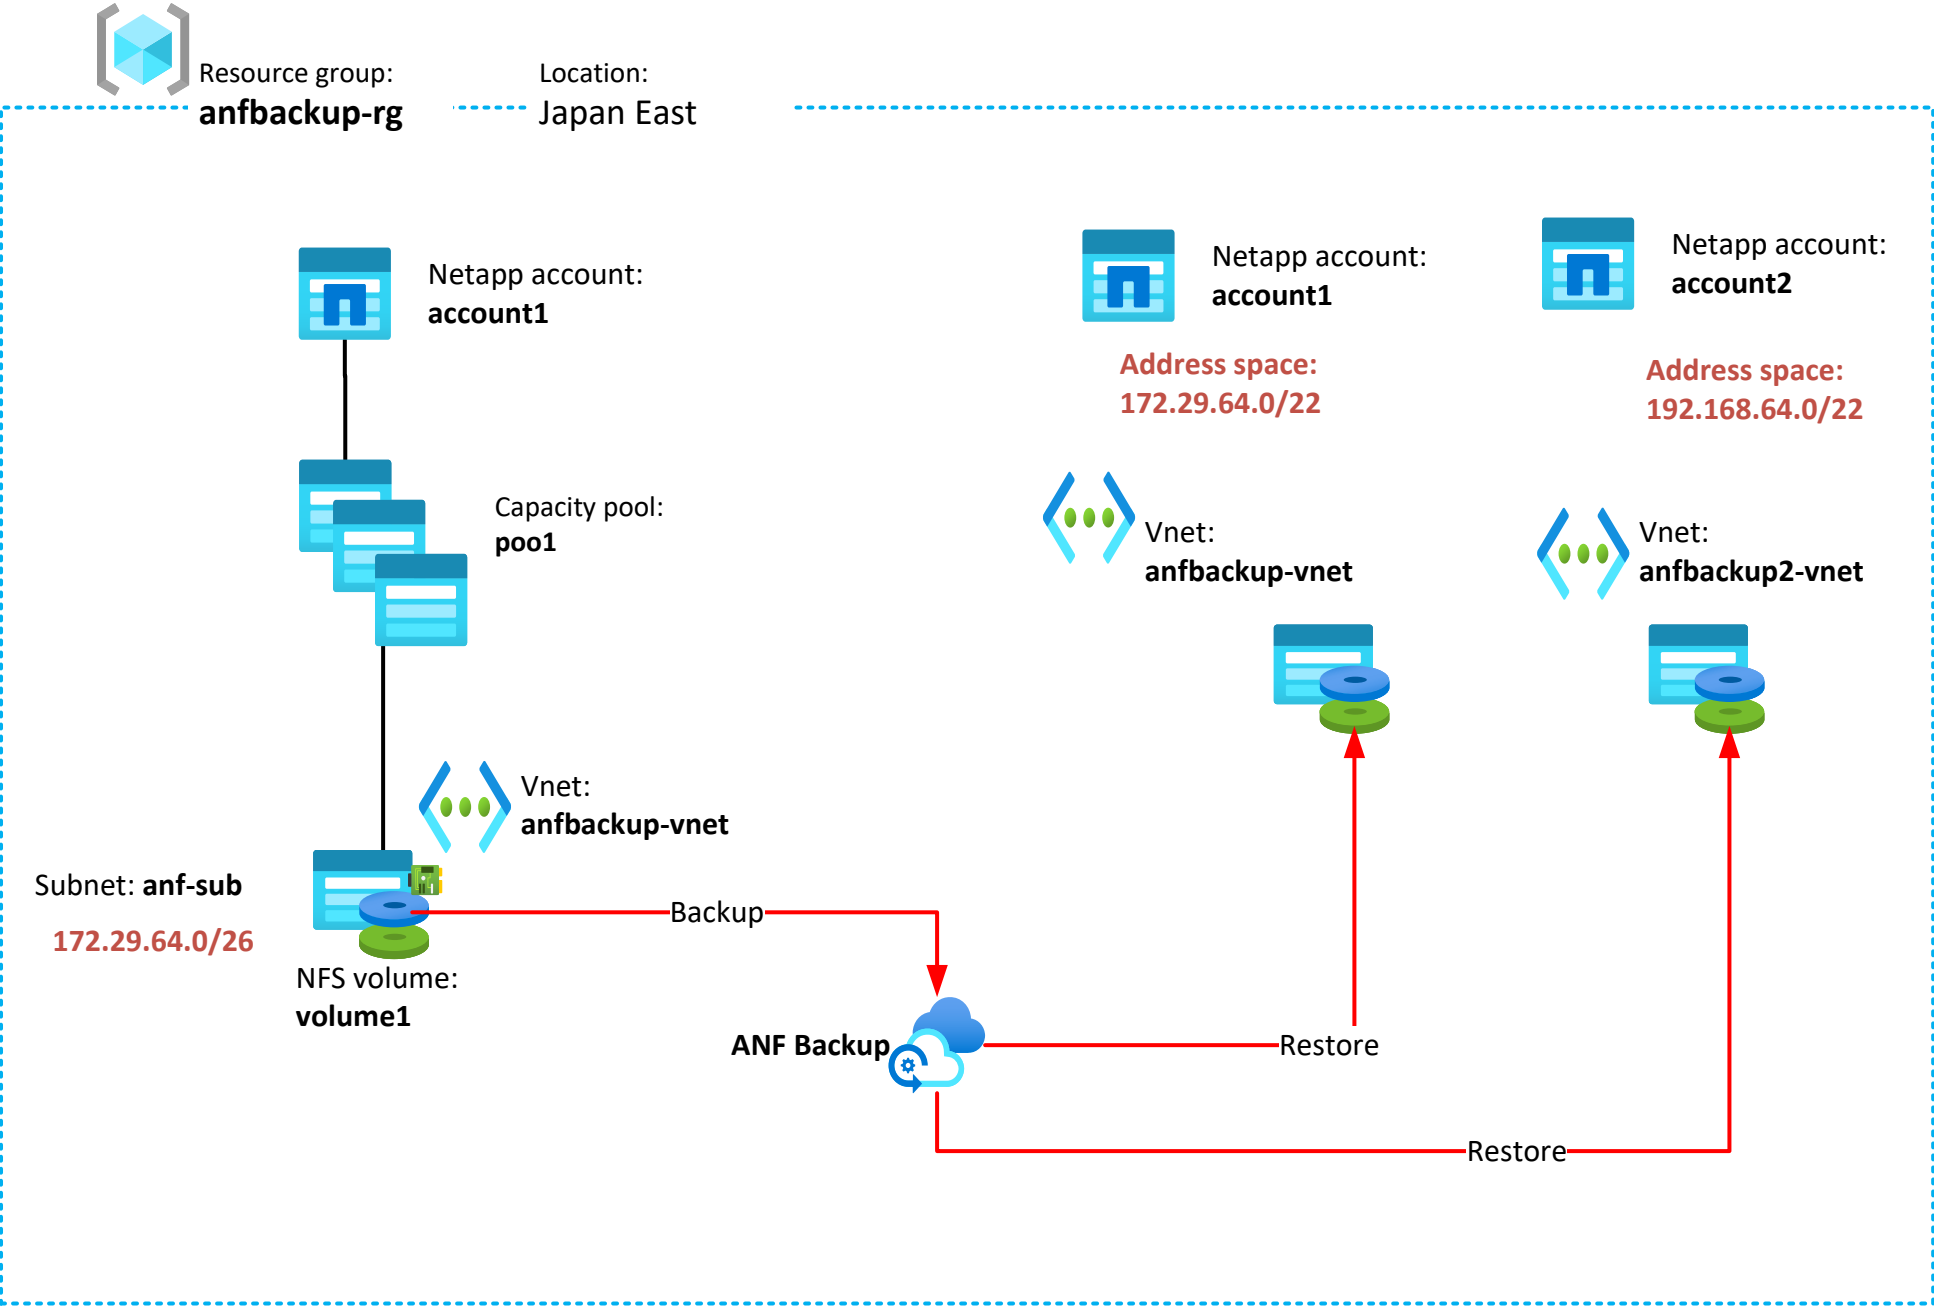 Resource group:
anfbackup-rg
Location:
Japan East
Netapp account:
account1
Capacity pool:
poo1
Vnet:
anfbackup-vnet
Subnet: anf-sub
172.29.64.0/26
NFS volume:
volume1
Backup
ANF Backup
Restore
Restore
Netapp account:
account1
Address space:
172.29.64.0/22
Vnet:
anfbackup-vnet
Netapp account:
account2
Address space:
192.168.64.0/22
Vnet:
anfbackup2-vnet